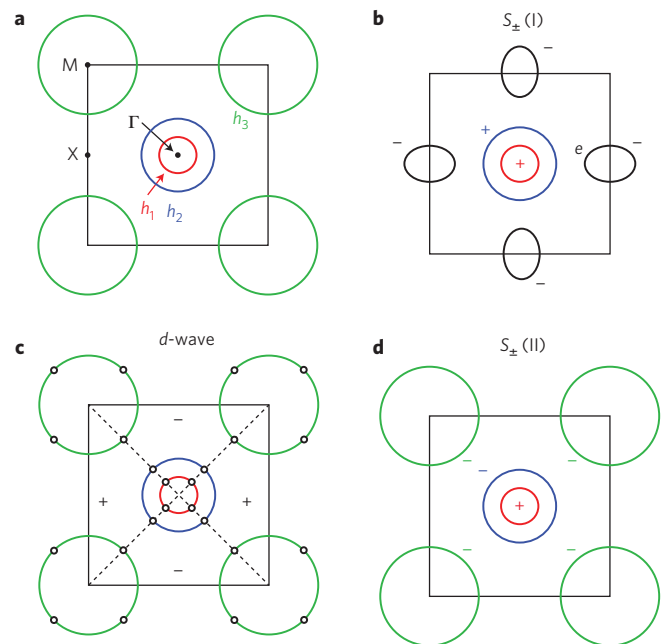 a
M
X
Γ
h₁
h₂
h₃
b
S± (I)
−
+
−
e
−
+
−
c
d-wave
−
+
+
−
d
S± (II)
−
−
−
+
−
−